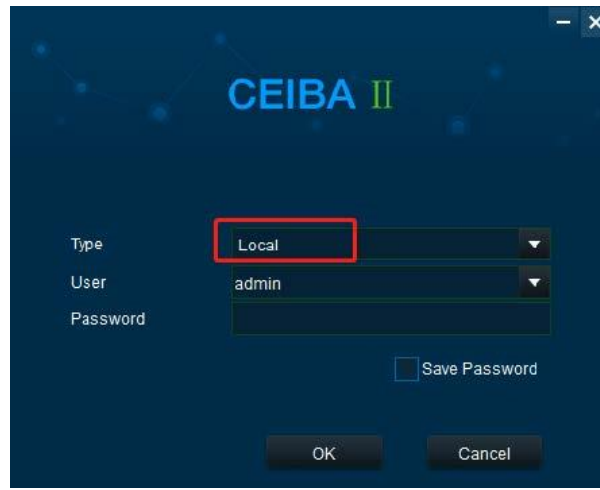 CEIBA II
Type Local
User admin
Password
Save Password
OK Cancel